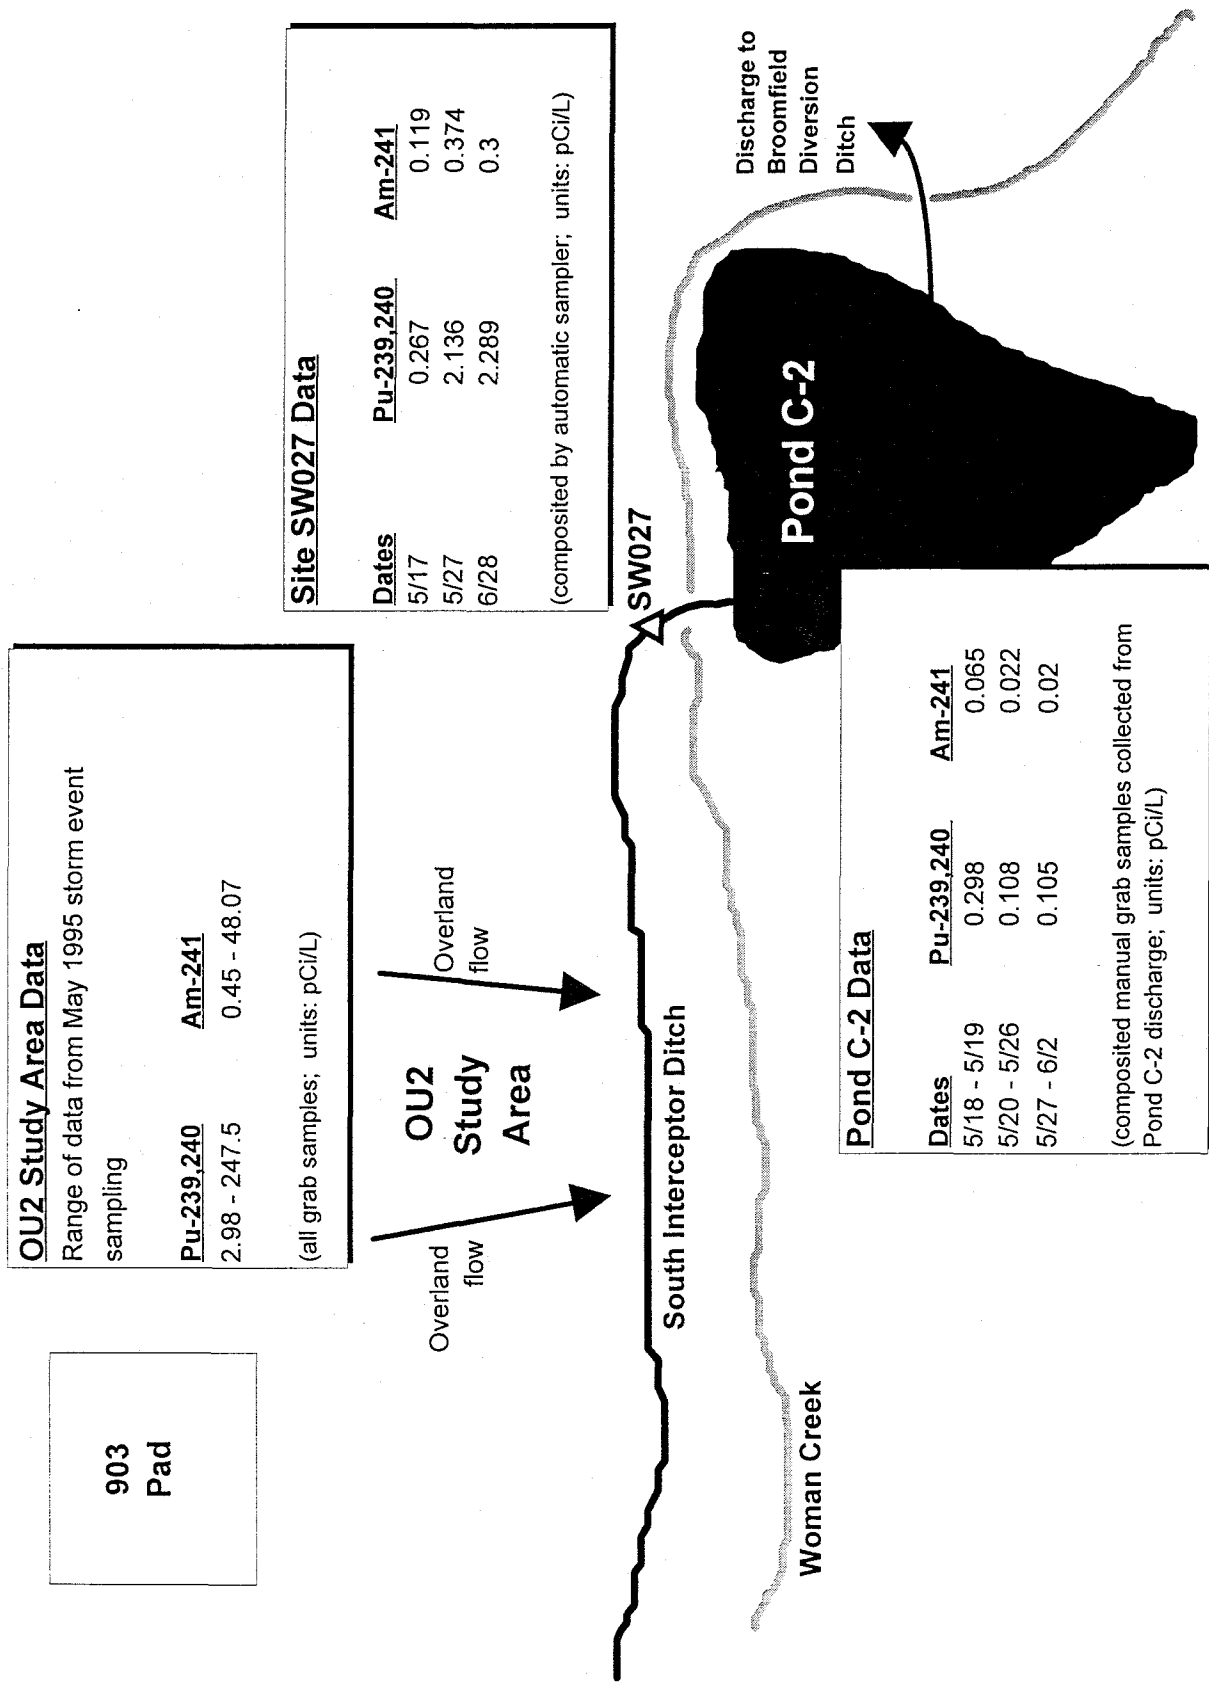 903
Pad
OU2 Study Area Data
Range of data from May 1995 storm event
sampling
Pu-239,240 Am-241
2.98 - 247.5 0.45 - 48.07
(all grab samples; units: pCi/L)
Site SW027 Data
Dates Pu-239,240 Am-241
5/17 0.267 0.119
5/27 2.136 0.374
6/28 2.289 0.3
(composited by automatic sampler; units: pCi/L)
Overland
flow
OU2
Study
Area
Overland
flow
South Interceptor Ditch
SW027
Woman Creek
Pond C-2
Discharge to
Broomfield
Diversion
Ditch
Pond C-2 Data
Dates Pu-239,240 Am-241
5/18 - 5/19 0.298 0.065
5/20 - 5/26 0.108 0.022
5/27 - 6/2 0.105 0.02
(composited manual grab samples collected from
Pond C-2 discharge; units: pCi/L)